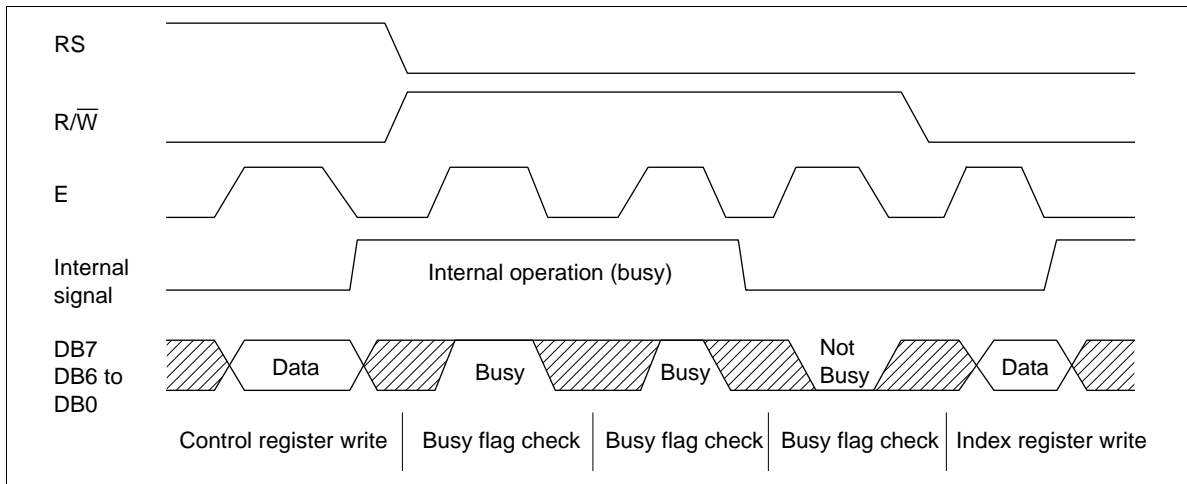 RS
R/W̅
E
Internal
signal
Internal operation (busy)
DB7
DB6 to
DB0
Data
Busy
Busy
Not
Busy
Data
Control register write
Busy flag check
Busy flag check
Busy flag check
Index register write